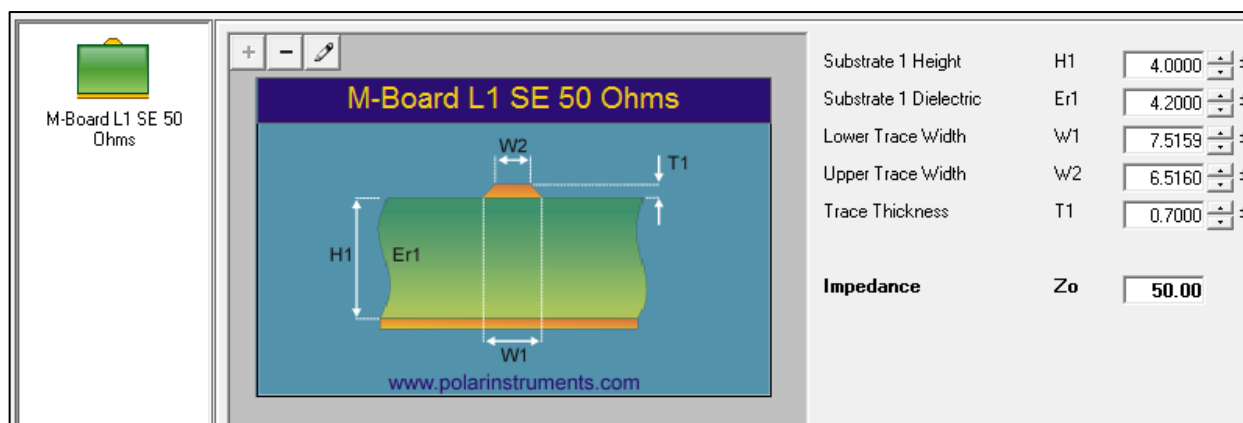 M-Board L1 SE 50
Ohms
+ −
M-Board L1 SE 50 Ohms
W2
T1
H1
Er1
W1
www.polarinstruments.com
Substrate 1 Height H1 4.0000
Substrate 1 Dielectric Er1 4.2000
Lower Trace Width W1 7.5159
Upper Trace Width W2 6.5160
Trace Thickness T1 0.7000
Impedance Zo 50.00